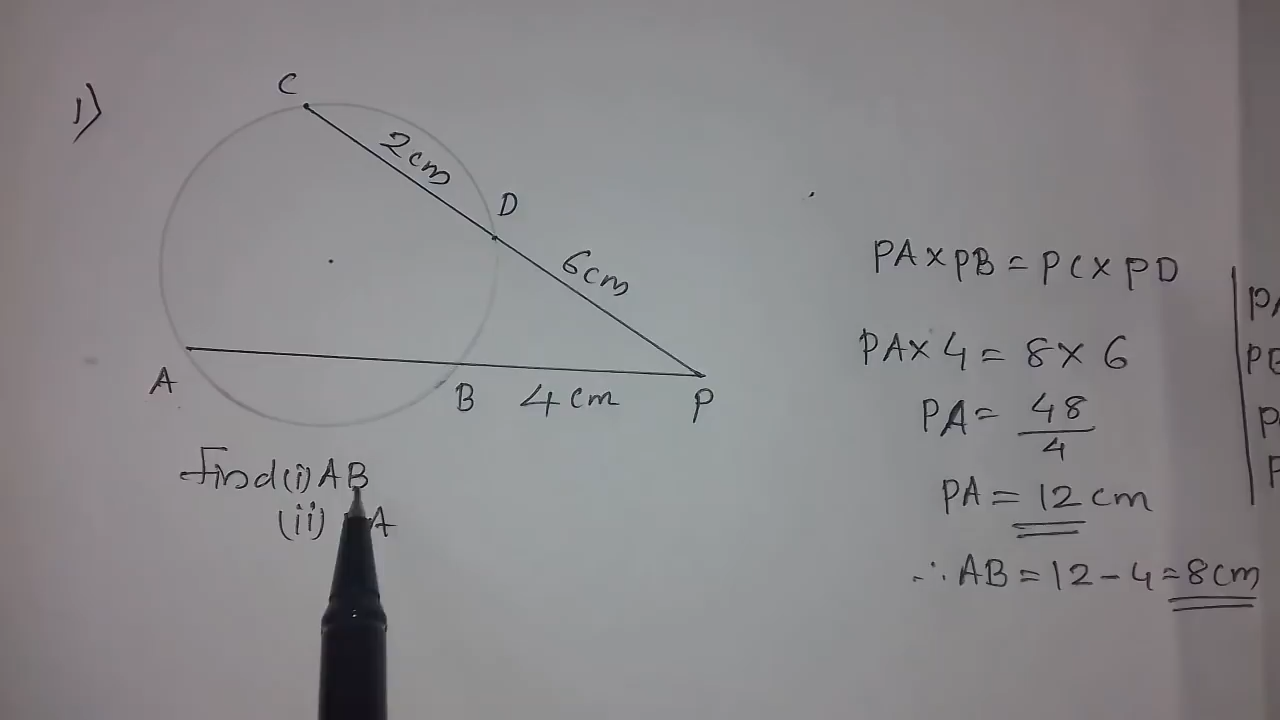 1)
C
2cm
D
6cm
A
B
4cm
P
Find (i) AB
(ii) A
PA × PB = PC × PD
PA × 4 = 8 × 6
PA = 48/4
PA = 12 cm
∴ AB = 12 - 4 = 8cm